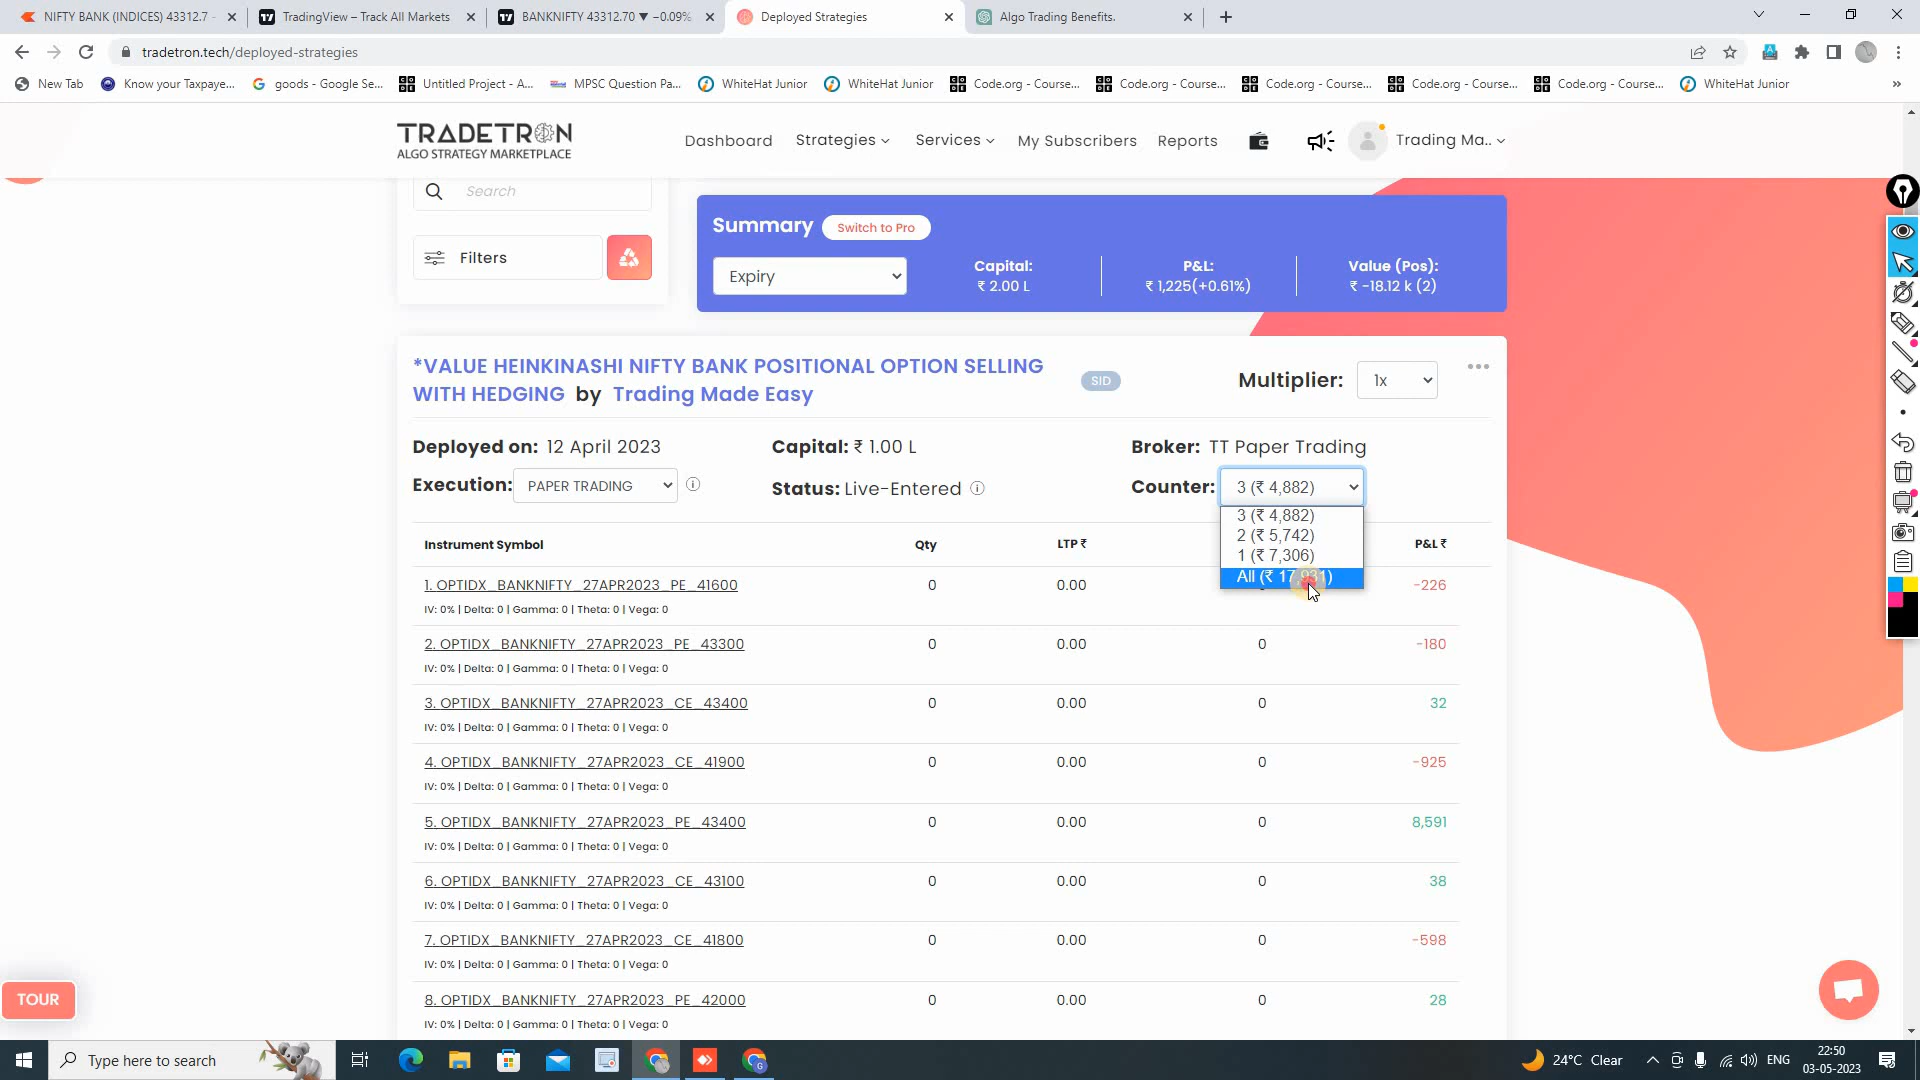 NIFTY BANK (INDICES) 43312.7 -
TradingView – Track All Markets
BANKNIFTY 43312.70 ▼ −0.09%
Deployed Strategies
Algo Trading Benefits.
tradetron.tech/deployed-strategies
New Tab
Know your Taxpaye...
goods - Google Se...
Untitled Project - A...
MPSC Question Pa...
WhiteHat Junior
WhiteHat Junior
Code.org - Course...
Code.org - Course...
Code.org - Course...
Code.org - Course...
Code.org - Course...
WhiteHat Junior
TRADETRON
ALGO STRATEGY MARKETPLACE
Dashboard
Strategies
Services
My Subscribers
Reports
Trading Ma..
Search
Filters
Summary
Switch to Pro
Expiry
Capital:
₹ 2.00 L
P&L:
₹ 1,225(+0.61%)
Value (Pos):
₹ -18.12 k (2)
*VALUE HEINKINASHI NIFTY BANK POSITIONAL OPTION SELLING
WITH HEDGING by Trading Made Easy
SID
Multiplier: 1x
Deployed on: 12 April 2023
Capital: ₹ 1.00 L
Broker: TT Paper Trading
Execution: PAPER TRADING
Status: Live-Entered
Counter: 3 (₹ 4,882)
3 (₹ 4,882)
2 (₹ 5,742)
1 (₹ 7,306)
All (₹ 17,931)
Instrument Symbol Qty LTP ₹ P&L ₹
1. OPTIDX_BANKNIFTY_27APR2023_PE_41600 0 0.00 -226
IV: 0% | Delta: 0 | Gamma: 0 | Theta: 0 | Vega: 0
2. OPTIDX_BANKNIFTY_27APR2023_PE_43300 0 0.00 0 -180
IV: 0% | Delta: 0 | Gamma: 0 | Theta: 0 | Vega: 0
3. OPTIDX_BANKNIFTY_27APR2023_CE_43400 0 0.00 0 32
IV: 0% | Delta: 0 | Gamma: 0 | Theta: 0 | Vega: 0
4. OPTIDX_BANKNIFTY_27APR2023_CE_41900 0 0.00 0 -925
IV: 0% | Delta: 0 | Gamma: 0 | Theta: 0 | Vega: 0
5. OPTIDX_BANKNIFTY_27APR2023_PE_43400 0 0.00 0 8,591
IV: 0% | Delta: 0 | Gamma: 0 | Theta: 0 | Vega: 0
6. OPTIDX_BANKNIFTY_27APR2023_CE_43100 0 0.00 0 38
IV: 0% | Delta: 0 | Gamma: 0 | Theta: 0 | Vega: 0
7. OPTIDX_BANKNIFTY_27APR2023_CE_41800 0 0.00 0 -598
IV: 0% | Delta: 0 | Gamma: 0 | Theta: 0 | Vega: 0
8. OPTIDX_BANKNIFTY_27APR2023_PE_42000 0 0.00 0 28
IV: 0% | Delta: 0 | Gamma: 0 | Theta: 0 | Vega: 0
TOUR
Type here to search
24°C Clear
ENG
22:50
03-05-2023